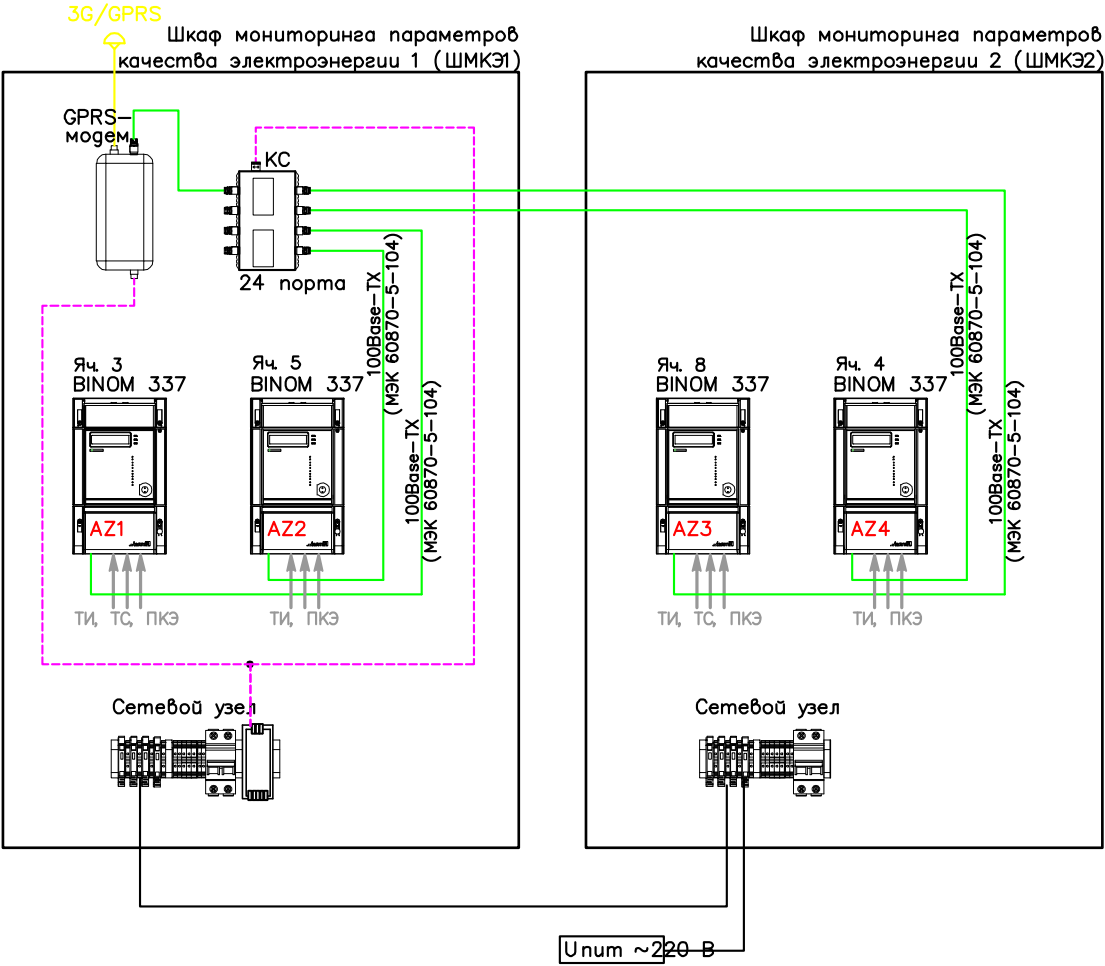 3G/GPRS
Шкаф мониторинга параметров
качества электроэнергии 1 (ШМКЭ1)
Шкаф мониторинга параметров
качества электроэнергии 2 (ШМКЭ2)
GPRS-
модем
КС
24 порта
100Base-TX
(МЭК 60870-5-104)
100Base-TX
(МЭК 60870-5-104)
100Base-TX
(МЭК 60870-5-104)
100Base-TX
(МЭК 60870-5-104)
Яч. 3
BINOM 337
Яч. 5
BINOM 337
Яч. 8
BINOM 337
Яч. 4
BINOM 337
AZ1
AZ2
AZ3
AZ4
ТИ, ТС, ПКЭ
ТИ, ПКЭ
ТИ, ТС, ПКЭ
ТИ, ПКЭ
Сетевой узел
Сетевой узел
Uпит ~220 В